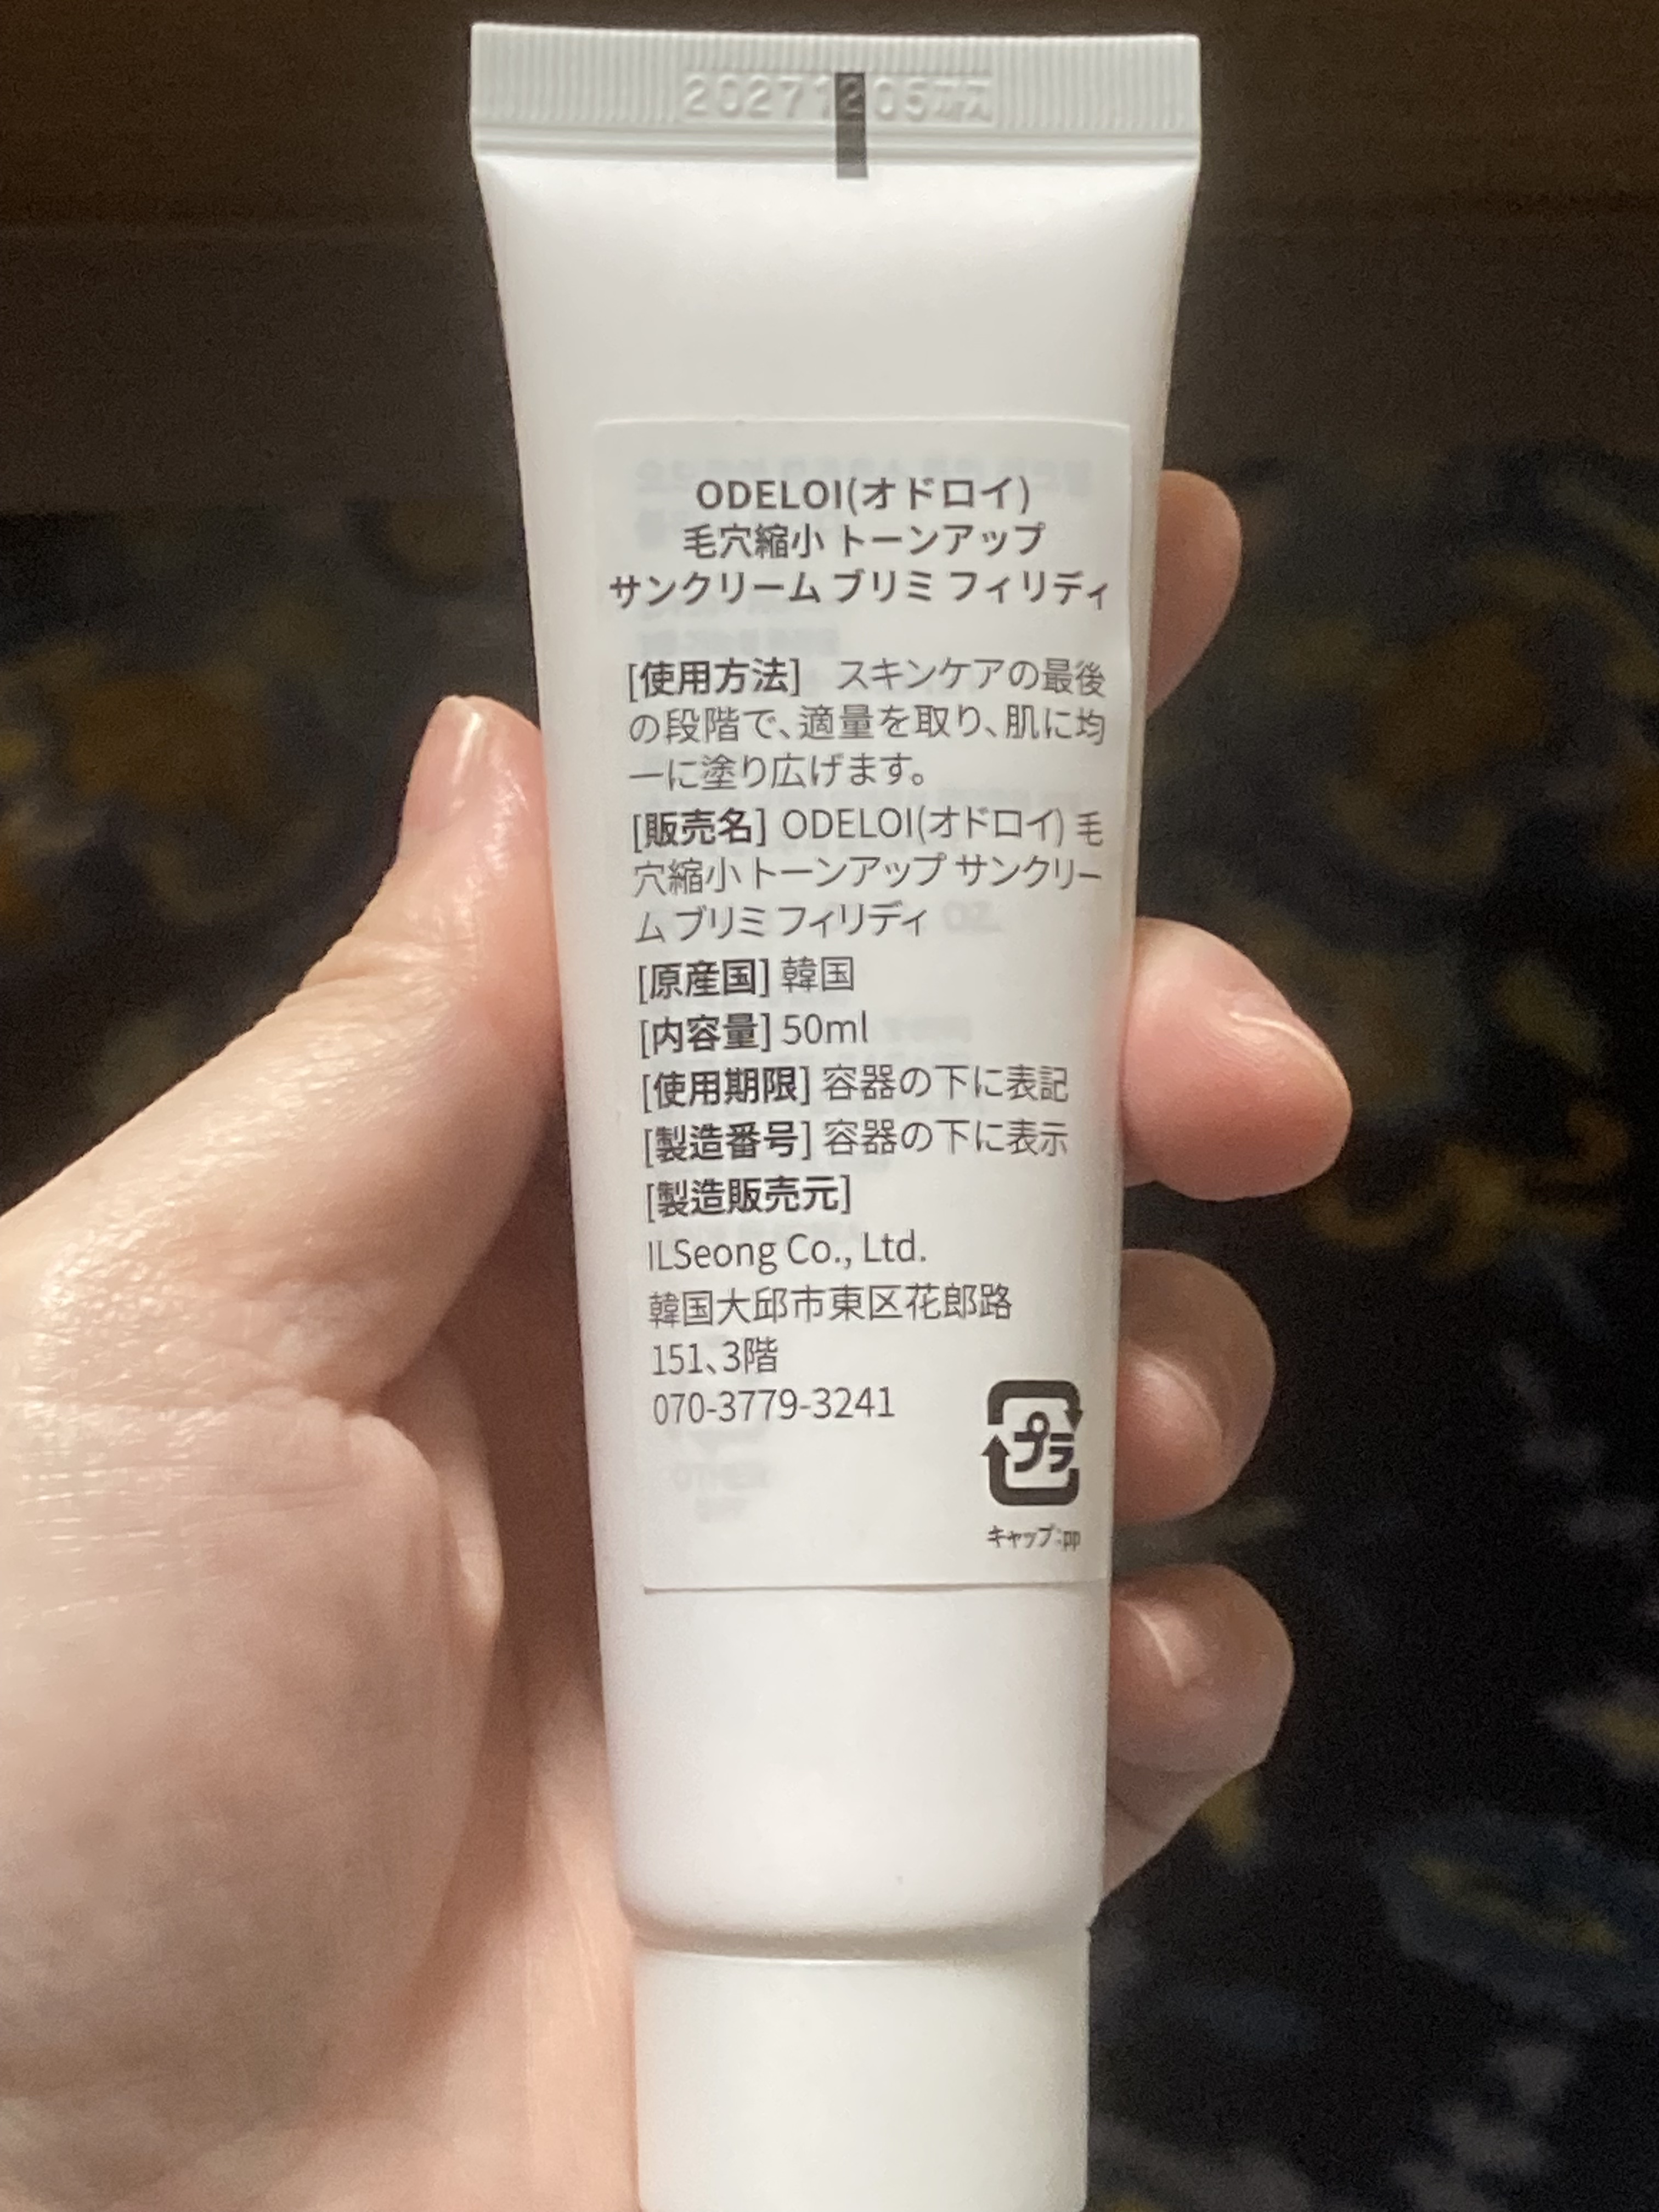 20271205까지
ODELOI(オドロイ)
毛穴縮小 トーンアップ
サンクリーム ブリミ フィリディ
[使用方法] スキンケアの最後
の段階で、適量を取り、肌に均
一に塗り広げます。
[販売名] ODELOI(オドロイ) 毛
穴縮小 トーンアップ サンクリー
ム ブリミ フィリディ
[原産国] 韓国
[内容量] 50ml
[使用期限] 容器の下に表記
[製造番号] 容器の下に表示
[製造販売元]
ILSeong Co., Ltd.
韓国大邱市東区花郎路
151、3階
070-3779-3241
プラ
キャップ:pp